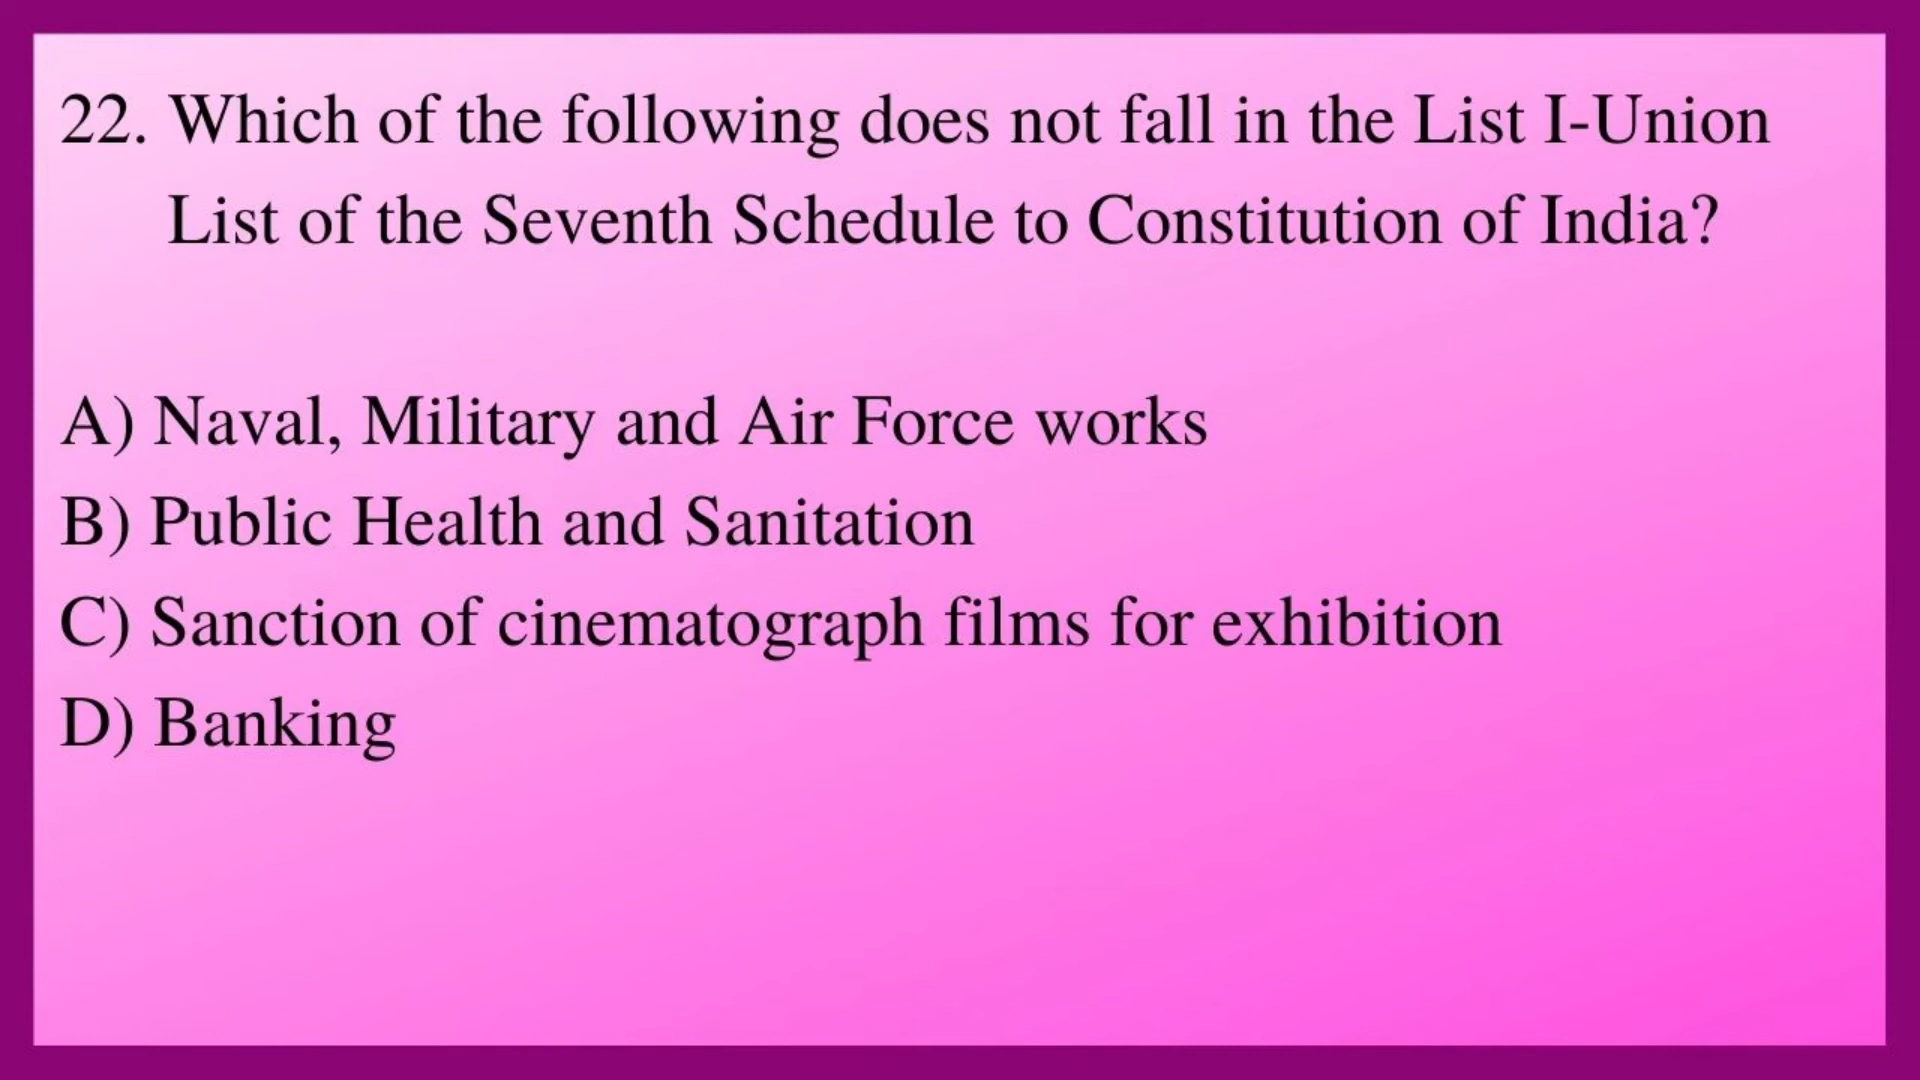 22. Which of the following does not fall in the List I-Union
List of the Seventh Schedule to Constitution of India?
A) Naval, Military and Air Force works
B) Public Health and Sanitation
C) Sanction of cinematograph films for exhibition
D) Banking